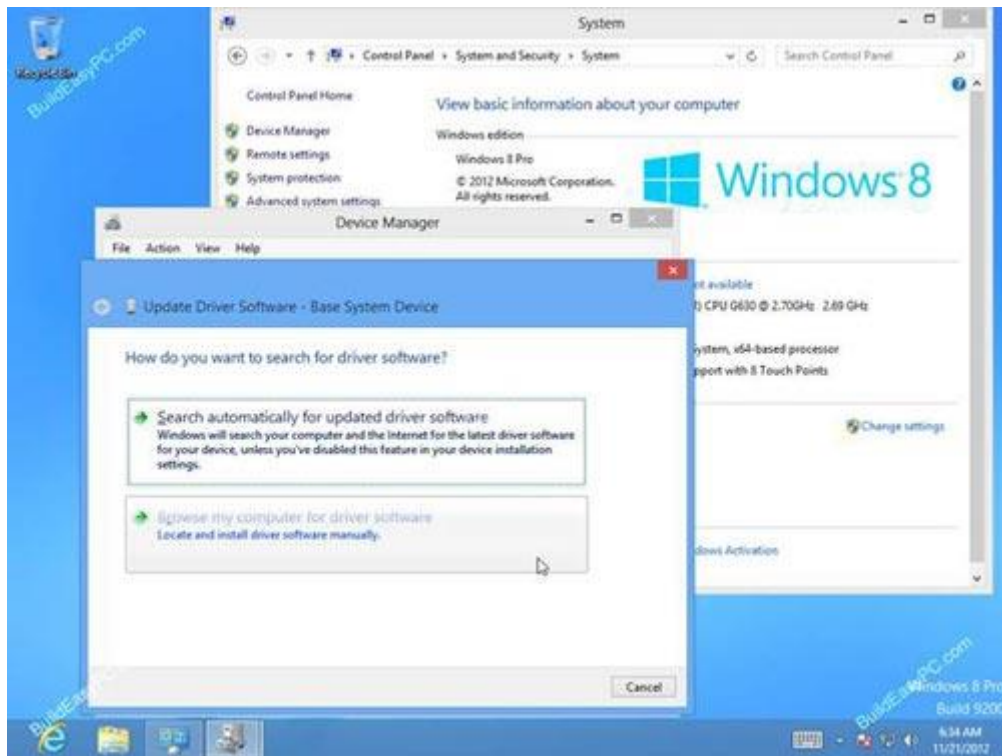 BuildEasyPC.com
Recycle Bin
System
Control Panel System and Security System
Search Control Panel
Control Panel Home
Device Manager
Remote settings
System protection
Advanced system settings
View basic information about your computer
Windows edition
Windows 8 Pro
© 2012 Microsoft Corporation.
All rights reserved.
Windows 8
Device Manager
File Action View Help
ot available
CPU G630 @ 2.70GHz 2.69 GHz
ystem, x64-based processor
pport with 8 Touch Points
Change settings
dows Activation
Update Driver Software - Base System Device
How do you want to search for driver software?
Search automatically for updated driver software
Windows will search your computer and the Internet for the latest driver software
for your device, unless you've disabled this feature in your device installation
settings.
Browse my computer for driver software
Locate and install driver software manually.
Cancel
BuildEasyPC.com
Windows 8 Pro
Build 9200
6:34 AM
11/21/2012